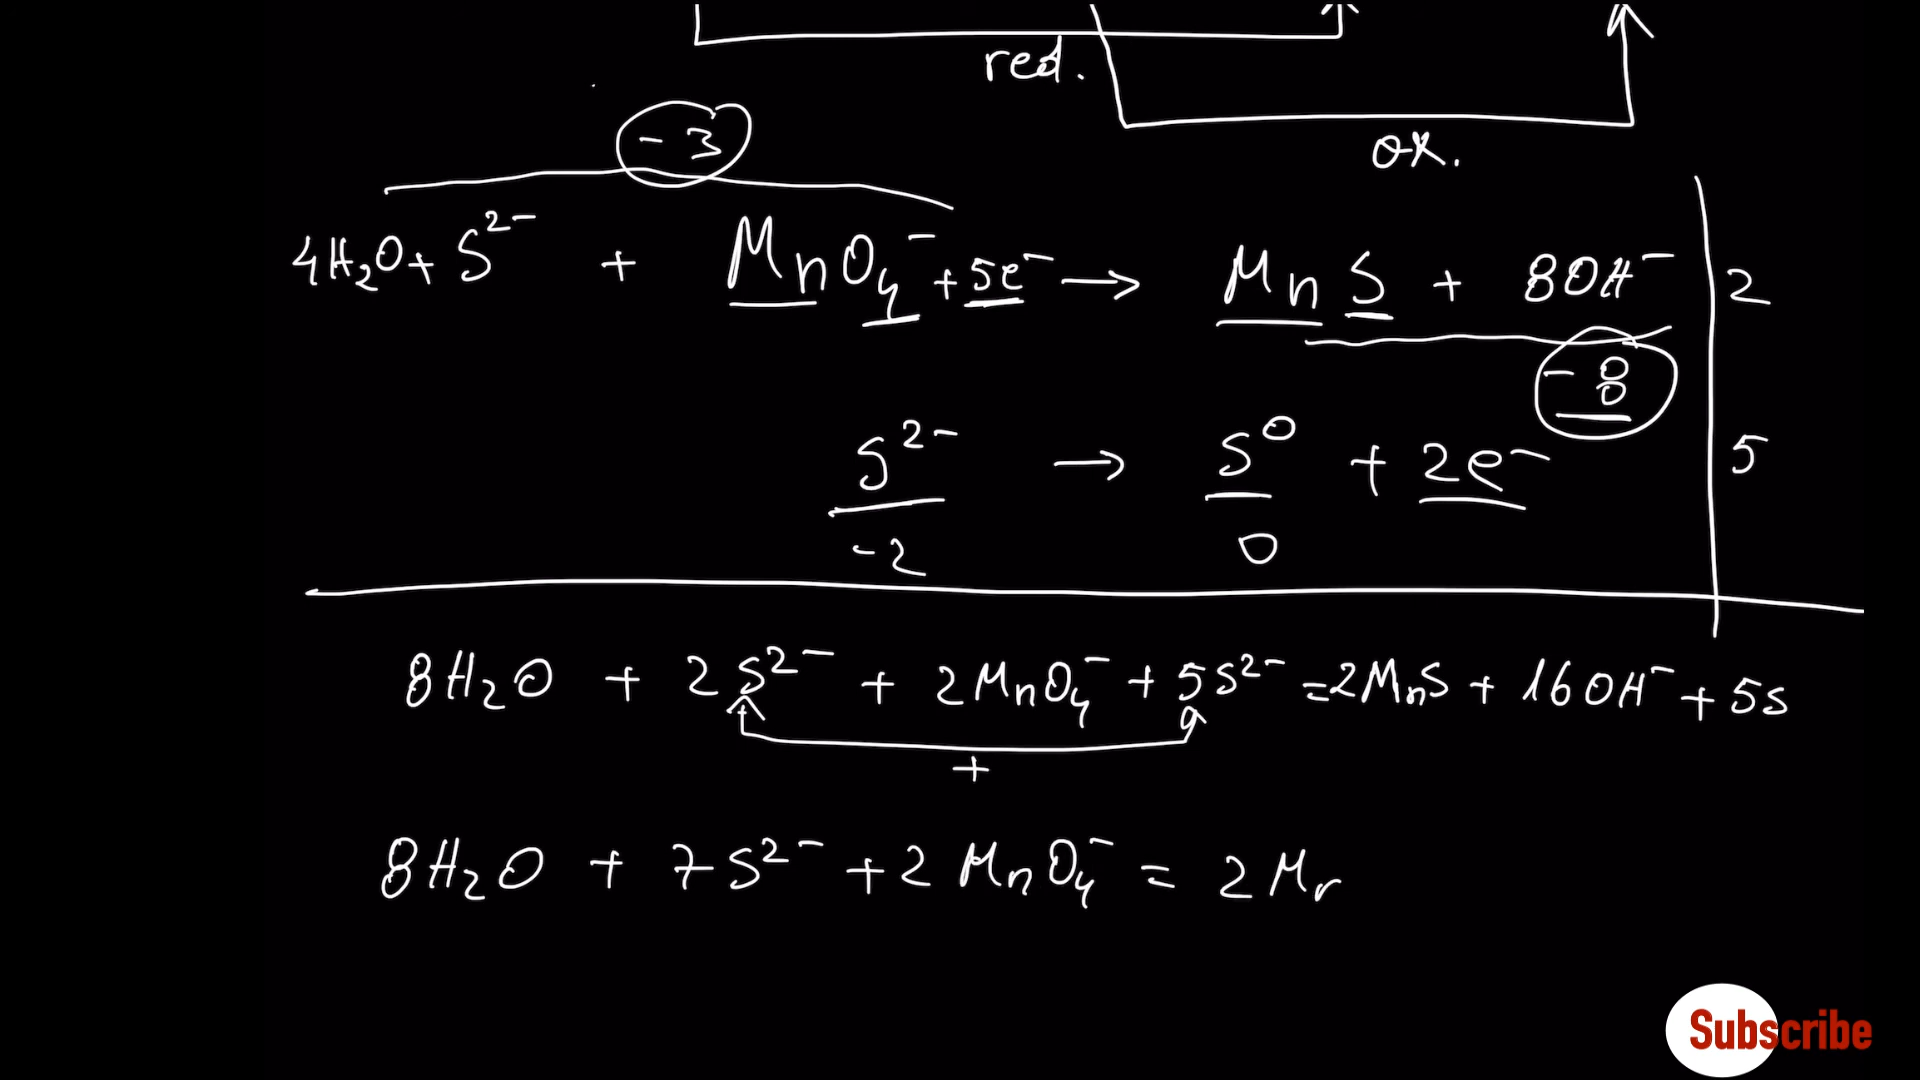 red.
ox.
- 3
4H₂O + S²⁻ + MnO₄⁻ + 5e⁻ → MnS + 8OH⁻ | 2
- 8
S²⁻ → S⁰ + 2e⁻ | 5
-2 0
8H₂O + 2S²⁻ + 2MnO₄⁻ + 5S²⁻ = 2MnS + 16OH⁻ + 5S
+
8H₂O + 7S²⁻ + 2MnO₄⁻ = 2Mr
Subscribe